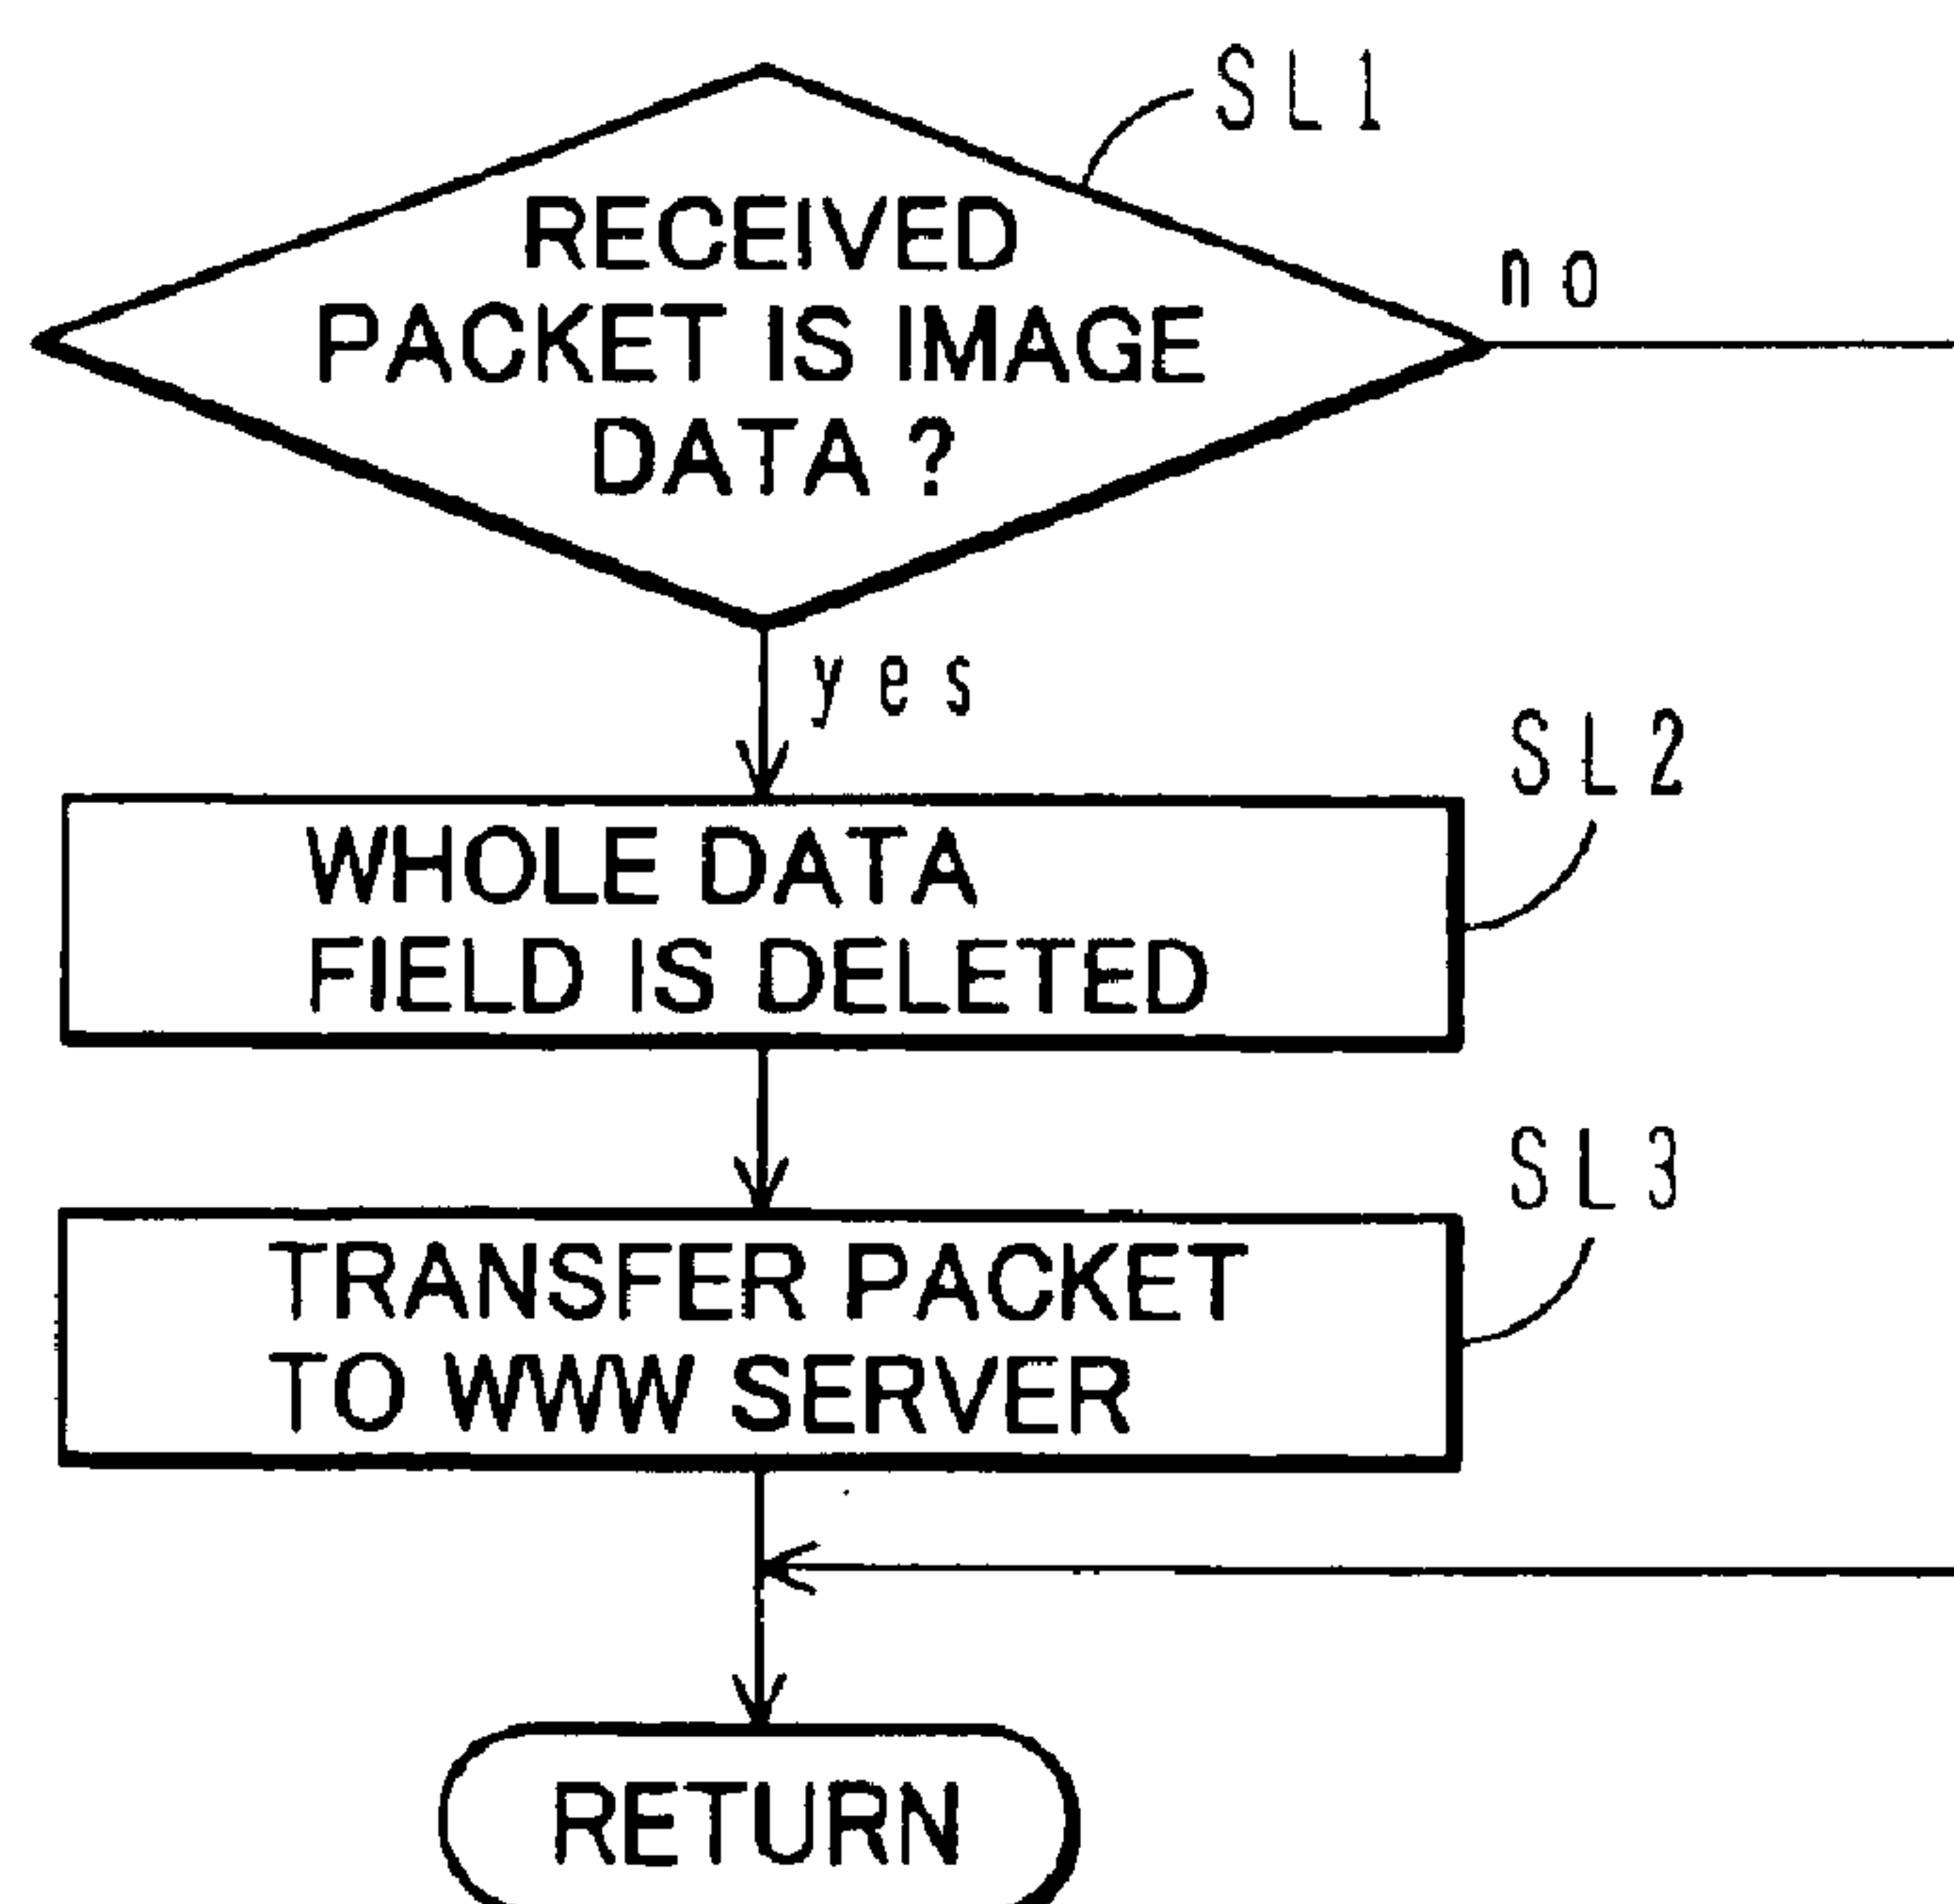 SL1
RECEIVED
PACKET IS IMAGE
DATA ?
no
yes
SL2
WHOLE DATA
FIELD IS DELETED
SL3
TRANSFER PACKET
TO WWW SERVER
RETURN